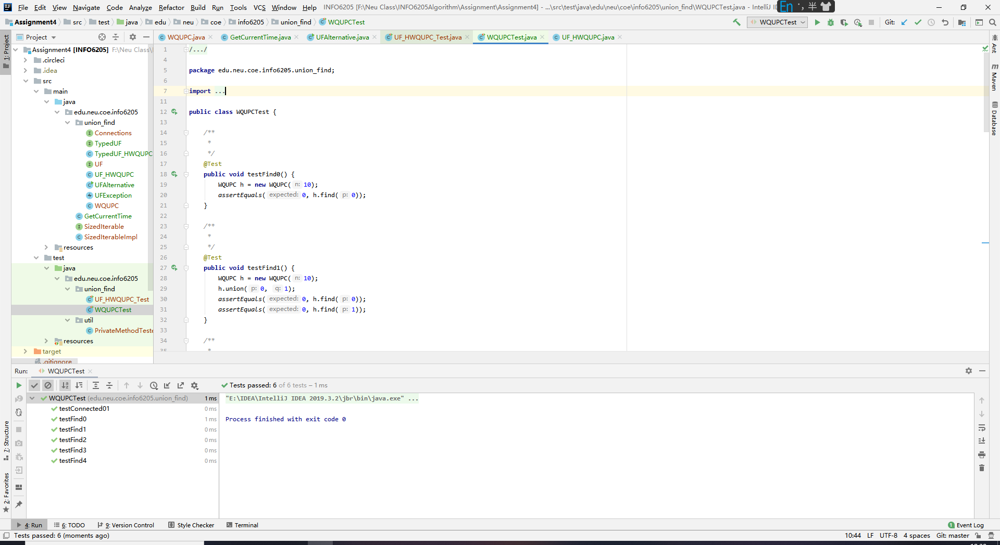 File Edit View Navigate Code Analyze Refactor Build Run Tools VCS Window Help INFO6205 [F:\Neu Class\INFO6205Algorithm\Assignment\Assignment4] - ...\src\test\java\edu\neu\coe\info6205\union_find\WQUPCTest.java - IntelliJ En 半
Assignment4 src test java edu neu coe info6205 union_find WQUPCTest WQUPCTest Git:
1: Project Project WQUPC.java GetCurrentTime.java UFAlternative.java UF_HWQUPC_Test.java WQUPCTest.java UF_HWQUPC.java
Assignment4 [INFO6205] F:\Neu Class\
.circleci
.idea
src
main
java
edu.neu.coe.info6205
union_find
Connections
TypedUF
TypedUF_HWQUPC
UF
UF_HWQUPC
UFAlternative
UFException
WQUPC
GetCurrentTime
SizedIterable
SizedIterableImpl
resources
test
java
edu.neu.coe.info6205
union_find
UF_HWQUPC_Test
WQUPCTest
util
PrivateMethodTeste
resources
target
.gitignore
1 /.../
4
5 package edu.neu.coe.info6205.union_find;
6
7 import ...
11
12 public class WQUPCTest {
13
14 /**
15 *
16 */
17 @Test
18 public void testFind0() {
19 WQUPC h = new WQUPC( n: 10);
20 assertEquals( expected: 0, h.find( p: 0));
21 }
22
23 /**
24 *
25 */
26 @Test
27 public void testFind1() {
28 WQUPC h = new WQUPC( n: 10);
29 h.union( p: 0, q: 1);
30 assertEquals( expected: 0, h.find( p: 0));
31 assertEquals( expected: 0, h.find( p: 1));
32 }
33
34 /**
35 *
Ant
Maven
Database
Run: WQUPCTest
Tests passed: 6 of 6 tests – 1 ms
WQUPCTest (edu.neu.coe.info6205.union_find) 1 ms
testConnected01 0 ms
testFind0 1 ms
testFind1 0 ms
testFind2 0 ms
testFind3 0 ms
testFind4 0 ms
"E:\IDEA\IntelliJ IDEA 2019.3.2\jbr\bin\java.exe" ...
Process finished with exit code 0
7: Structure
2: Favorites
4: Run 6: TODO 9: Version Control Style Checker Terminal 1 Event Log
Tests passed: 6 (moments ago) 10:44 LF UTF-8 4 spaces Git: master